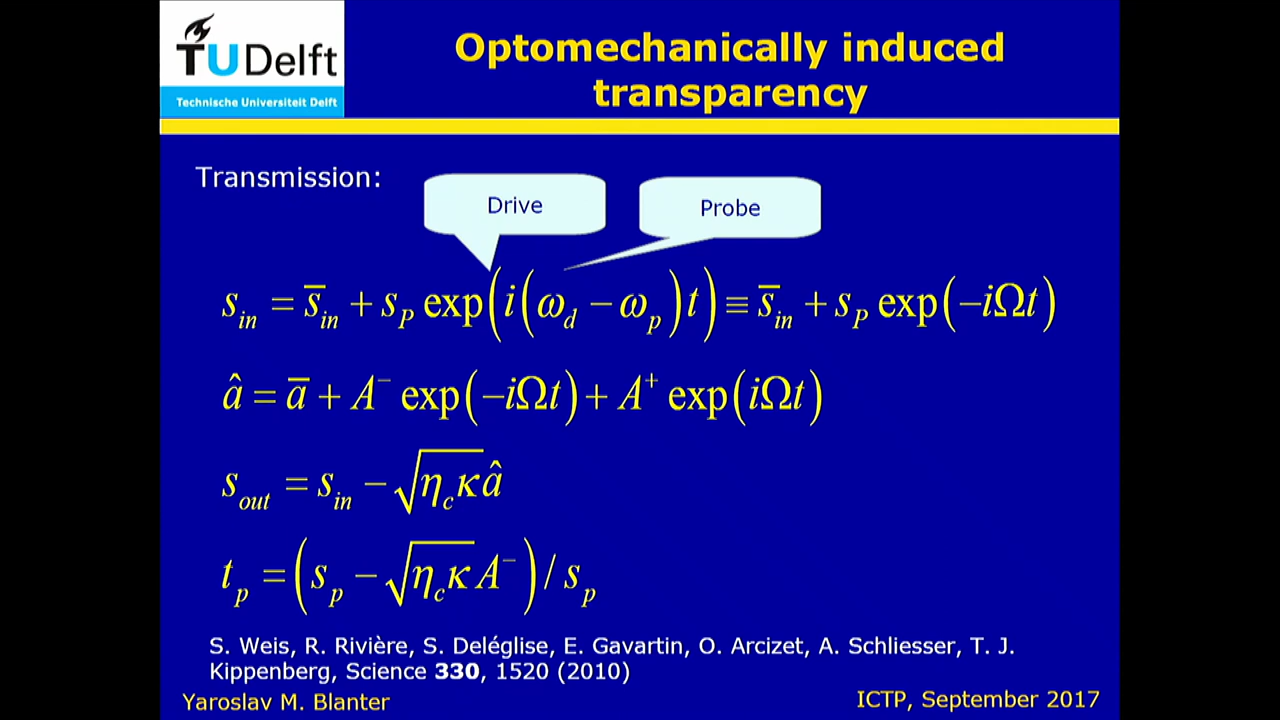 TU Delft
Technische Universiteit Delft
Optomechanically induced
transparency
Transmission:
Drive
Probe
s_in = s̅_in + s_P exp(i(ω_d − ω_p)t) ≡ s̅_in + s_P exp(−iΩt)
â = a̅ + A⁻ exp(−iΩt) + A⁺ exp(iΩt)
s_out = s_in − √(η_c κ) â
t_p = (s_p − √(η_c κ) A⁻) / s_p
S. Weis, R. Rivière, S. Deléglise, E. Gavartin, O. Arcizet, A. Schliesser, T. J.
Kippenberg, Science 330, 1520 (2010)
Yaroslav M. Blanter
ICTP, September 2017